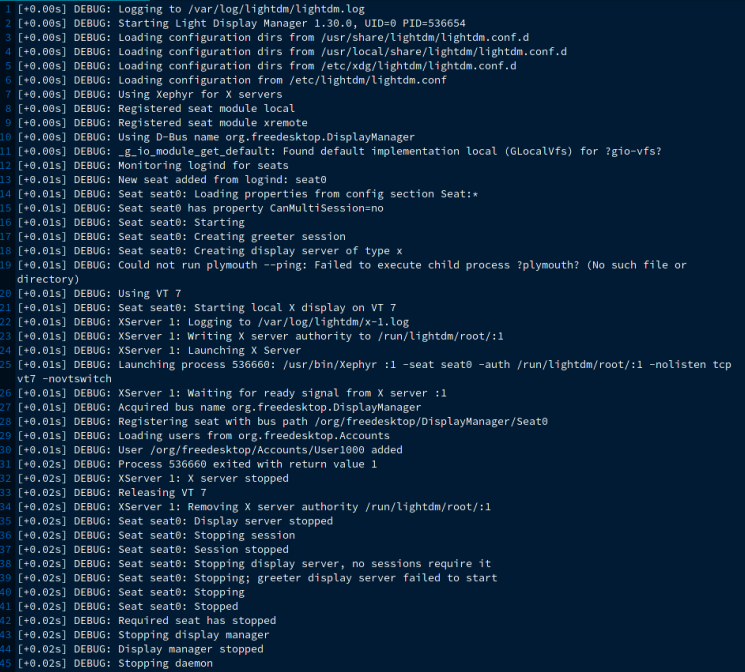 1 [+0.00s] DEBUG: Logging to /var/log/lightdm/lightdm.log
2 [+0.00s] DEBUG: Starting Light Display Manager 1.30.0, UID=0 PID=536654
3 [+0.00s] DEBUG: Loading configuration dirs from /usr/share/lightdm/lightdm.conf.d
4 [+0.00s] DEBUG: Loading configuration dirs from /usr/local/share/lightdm/lightdm.conf.d
5 [+0.00s] DEBUG: Loading configuration dirs from /etc/xdg/lightdm/lightdm.conf.d
6 [+0.00s] DEBUG: Loading configuration from /etc/lightdm/lightdm.conf
7 [+0.00s] DEBUG: Using Xephyr for X servers
8 [+0.00s] DEBUG: Registered seat module local
9 [+0.00s] DEBUG: Registered seat module xremote
10 [+0.00s] DEBUG: Using D-Bus name org.freedesktop.DisplayManager
11 [+0.00s] DEBUG: _g_io_module_get_default: Found default implementation local (GLocalVfs) for ?gio-vfs?
12 [+0.01s] DEBUG: Monitoring logind for seats
13 [+0.01s] DEBUG: New seat added from logind: seat0
14 [+0.01s] DEBUG: Seat seat0: Loading properties from config section Seat:*
15 [+0.01s] DEBUG: Seat seat0 has property CanMultiSession=no
16 [+0.01s] DEBUG: Seat seat0: Starting
17 [+0.01s] DEBUG: Seat seat0: Creating greeter session
18 [+0.01s] DEBUG: Seat seat0: Creating display server of type x
19 [+0.01s] DEBUG: Could not run plymouth --ping: Failed to execute child process ?plymouth? (No such file or
directory)
20 [+0.01s] DEBUG: Using VT 7
21 [+0.01s] DEBUG: Seat seat0: Starting local X display on VT 7
22 [+0.01s] DEBUG: XServer 1: Logging to /var/log/lightdm/x-1.log
23 [+0.01s] DEBUG: XServer 1: Writing X server authority to /run/lightdm/root/:1
24 [+0.01s] DEBUG: XServer 1: Launching X Server
25 [+0.01s] DEBUG: Launching process 536660: /usr/bin/Xephyr :1 -seat seat0 -auth /run/lightdm/root/:1 -nolisten tcp
vt7 -novtswitch
26 [+0.01s] DEBUG: XServer 1: Waiting for ready signal from X server :1
27 [+0.01s] DEBUG: Acquired bus name org.freedesktop.DisplayManager
28 [+0.01s] DEBUG: Registering seat with bus path /org/freedesktop/DisplayManager/Seat0
29 [+0.01s] DEBUG: Loading users from org.freedesktop.Accounts
30 [+0.01s] DEBUG: User /org/freedesktop/Accounts/User1000 added
31 [+0.02s] DEBUG: Process 536660 exited with return value 1
32 [+0.02s] DEBUG: XServer 1: X server stopped
33 [+0.02s] DEBUG: Releasing VT 7
34 [+0.02s] DEBUG: XServer 1: Removing X server authority /run/lightdm/root/:1
35 [+0.02s] DEBUG: Seat seat0: Display server stopped
36 [+0.02s] DEBUG: Seat seat0: Stopping session
37 [+0.02s] DEBUG: Seat seat0: Session stopped
38 [+0.02s] DEBUG: Seat seat0: Stopping display server, no sessions require it
39 [+0.02s] DEBUG: Seat seat0: Stopping; greeter display server failed to start
40 [+0.02s] DEBUG: Seat seat0: Stopping
41 [+0.02s] DEBUG: Seat seat0: Stopped
42 [+0.02s] DEBUG: Required seat has stopped
43 [+0.02s] DEBUG: Stopping display manager
44 [+0.02s] DEBUG: Display manager stopped
45 [+0.02s] DEBUG: Stopping daemon